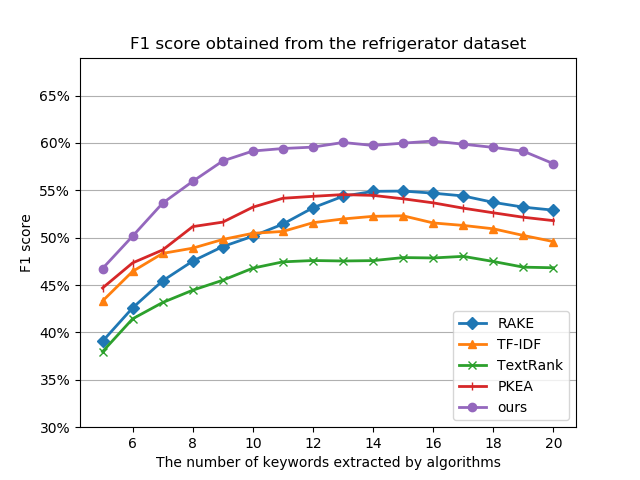 F1 score obtained from the refrigerator dataset
F1 score
65%
60%
55%
50%
45%
40%
35%
30%
6 8 10 12 14 16 18 20
The number of keywords extracted by algorithms
RAKE
TF-IDF
TextRank
PKEA
ours